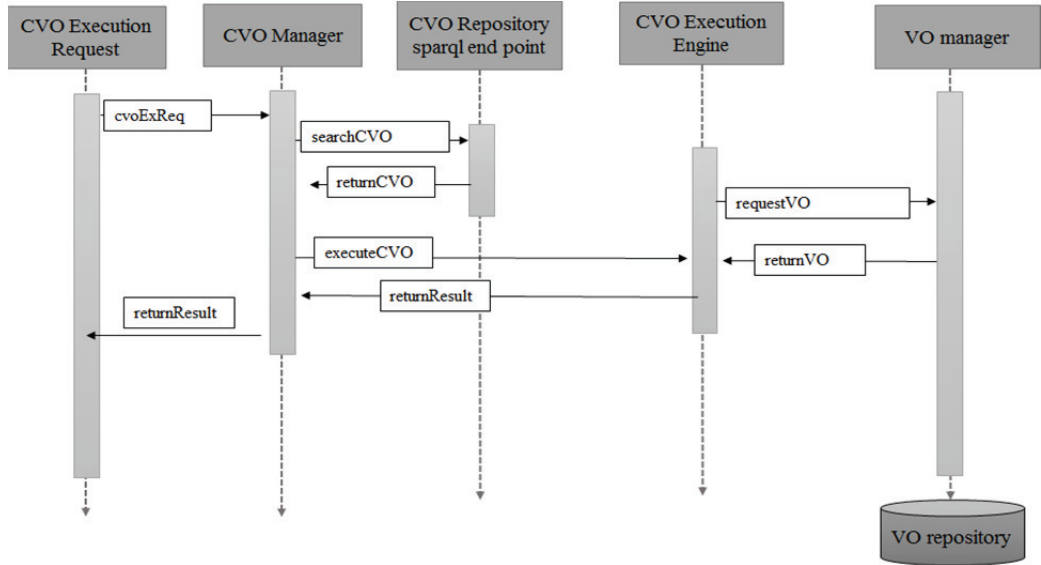 CVO Execution
Request
CVO Manager
CVO Repository
sparql end point
CVO Execution
Engine
VO manager
cvoExReq
searchCVO
returnCVO
requestVO
executeCVO
returnVO
returnResult
returnResult
VO repository